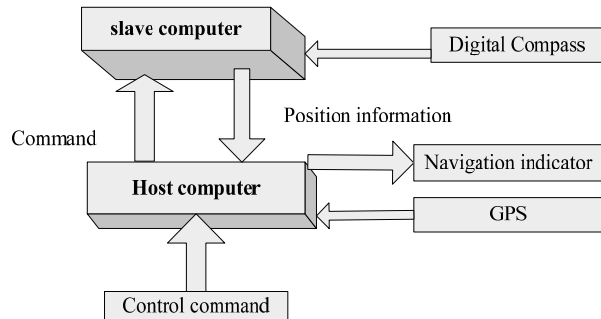 slave computer
Digital Compass
Position information
Command
Navigation indicator
Host computer
GPS
Control command